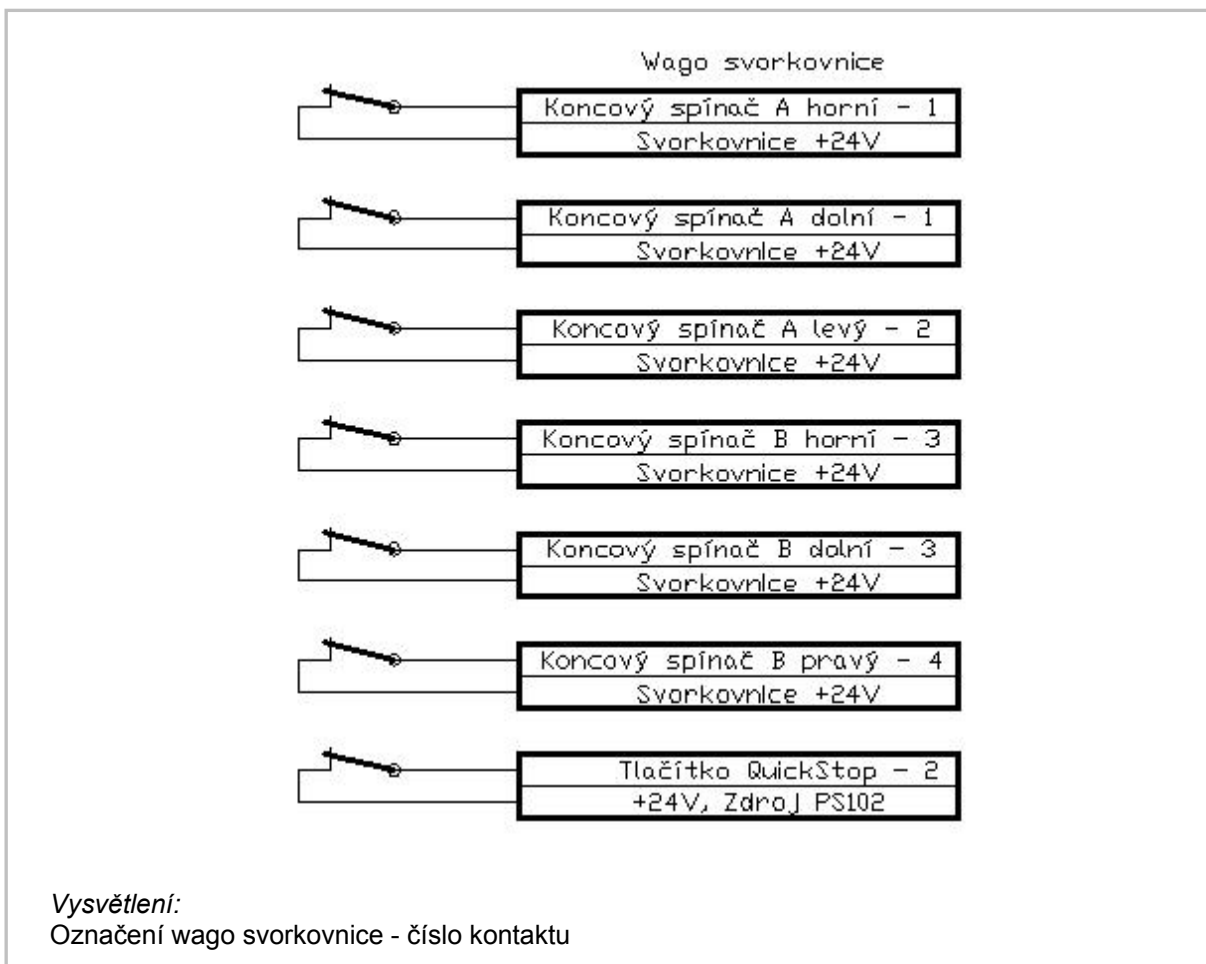 Wago svorkovnice
Koncový spínač A horní - 1
Svorkovnice +24V
Koncový spínač A dolní - 1
Svorkovnice +24V
Koncový spínač A levý - 2
Svorkovnice +24V
Koncový spínač B horní - 3
Svorkovnice +24V
Koncový spínač B dolní - 3
Svorkovnice +24V
Koncový spínač B pravý - 4
Svorkovnice +24V
Tlačítko QuickStop - 2
+24V, Zdroj PS102
Vysvětlení:
Označení wago svorkovnice - číslo kontaktu